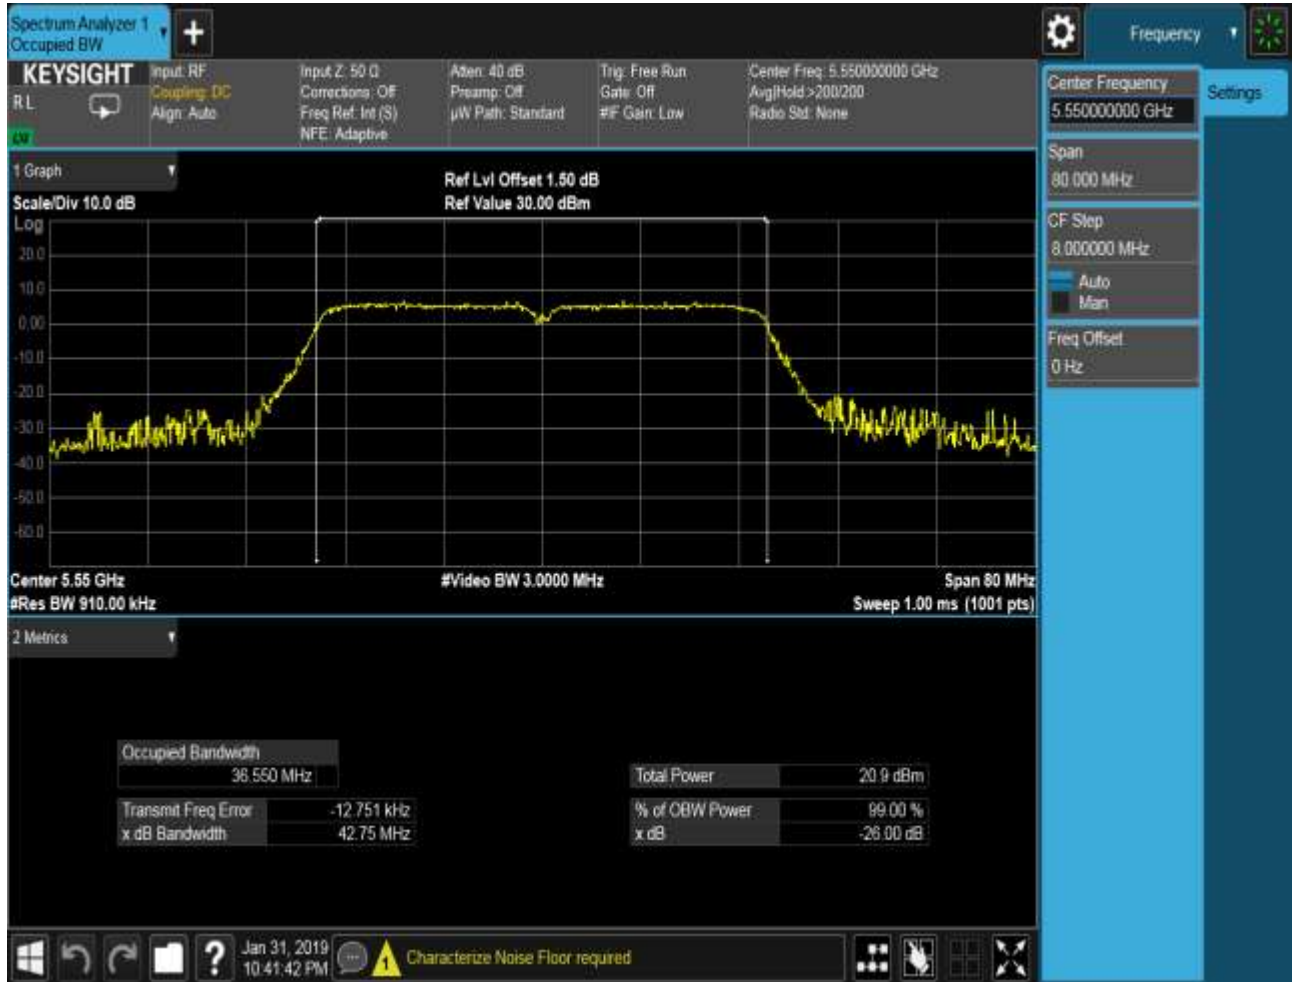 Spectrum Analyzer 1
Occupied BW
Frequency
KEYSIGHT
R L
Input: RF
Coupling: DC
Align: Auto
Input Z: 50 Ω
Corrections: Off
Freq Ref: Int (S)
NFE: Adaptive
Atten: 40 dB
Preamp: Off
µW Path: Standard
Trig: Free Run
Gate: Off
#IF Gain: Low
Center Freq: 5.550000000 GHz
Avg|Hold >200/200
Radio Std: None
Center Frequency
5.550000000 GHz
Settings
Span
80.000 MHz
CF Step
8.000000 MHz
Auto
Man
Freq Offset
0 Hz
1 Graph
Ref Lvl Offset 1.50 dB
Scale/Div 10.0 dB
Ref Value 30.00 dBm
Log
20.0
10.0
0.00
-10.0
-20.0
-30.0
-40.0
-50.0
-60.0
Center 5.55 GHz
#Video BW 3.0000 MHz
Span 80 MHz
#Res BW 910.00 kHz
Sweep 1.00 ms (1001 pts)
2 Metrics
Occupied Bandwidth
36.550 MHz
Total Power 20.9 dBm
Transmit Freq Error -12.751 kHz
% of OBW Power 99.00 %
x dB Bandwidth 42.75 MHz
x dB -26.00 dB
?
Jan 31, 2019
10:41:42 PM
1
Characterize Noise Floor required